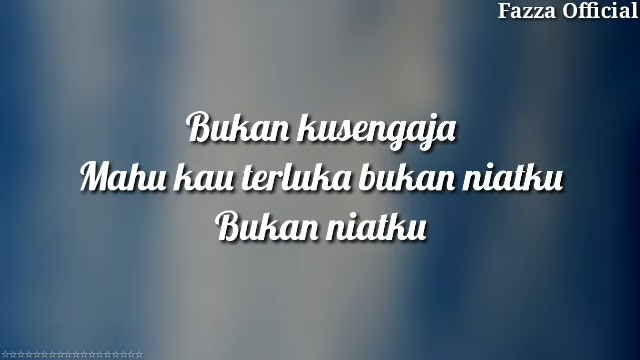 Fazza Official
Bukan kusengaja
Mahu kau terluka bukan niatku
Bukan niatku
☆☆☆☆☆☆☆☆☆☆☆☆☆☆☆☆☆☆